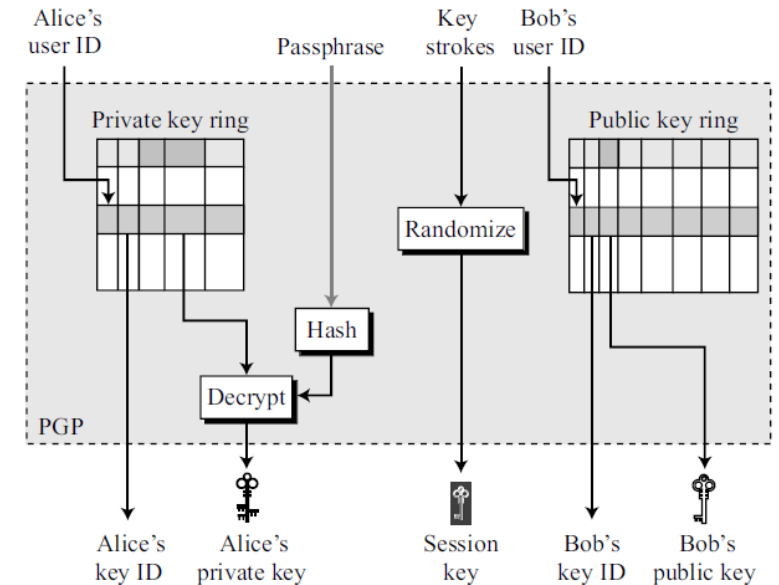 Alice's
user ID
Passphrase
Key
strokes
Bob's
user ID
Private key ring
Public key ring
Randomize
Hash
Decrypt
PGP
Alice's
key ID
Alice's
private key
Session
key
Bob's
key ID
Bob's
public key